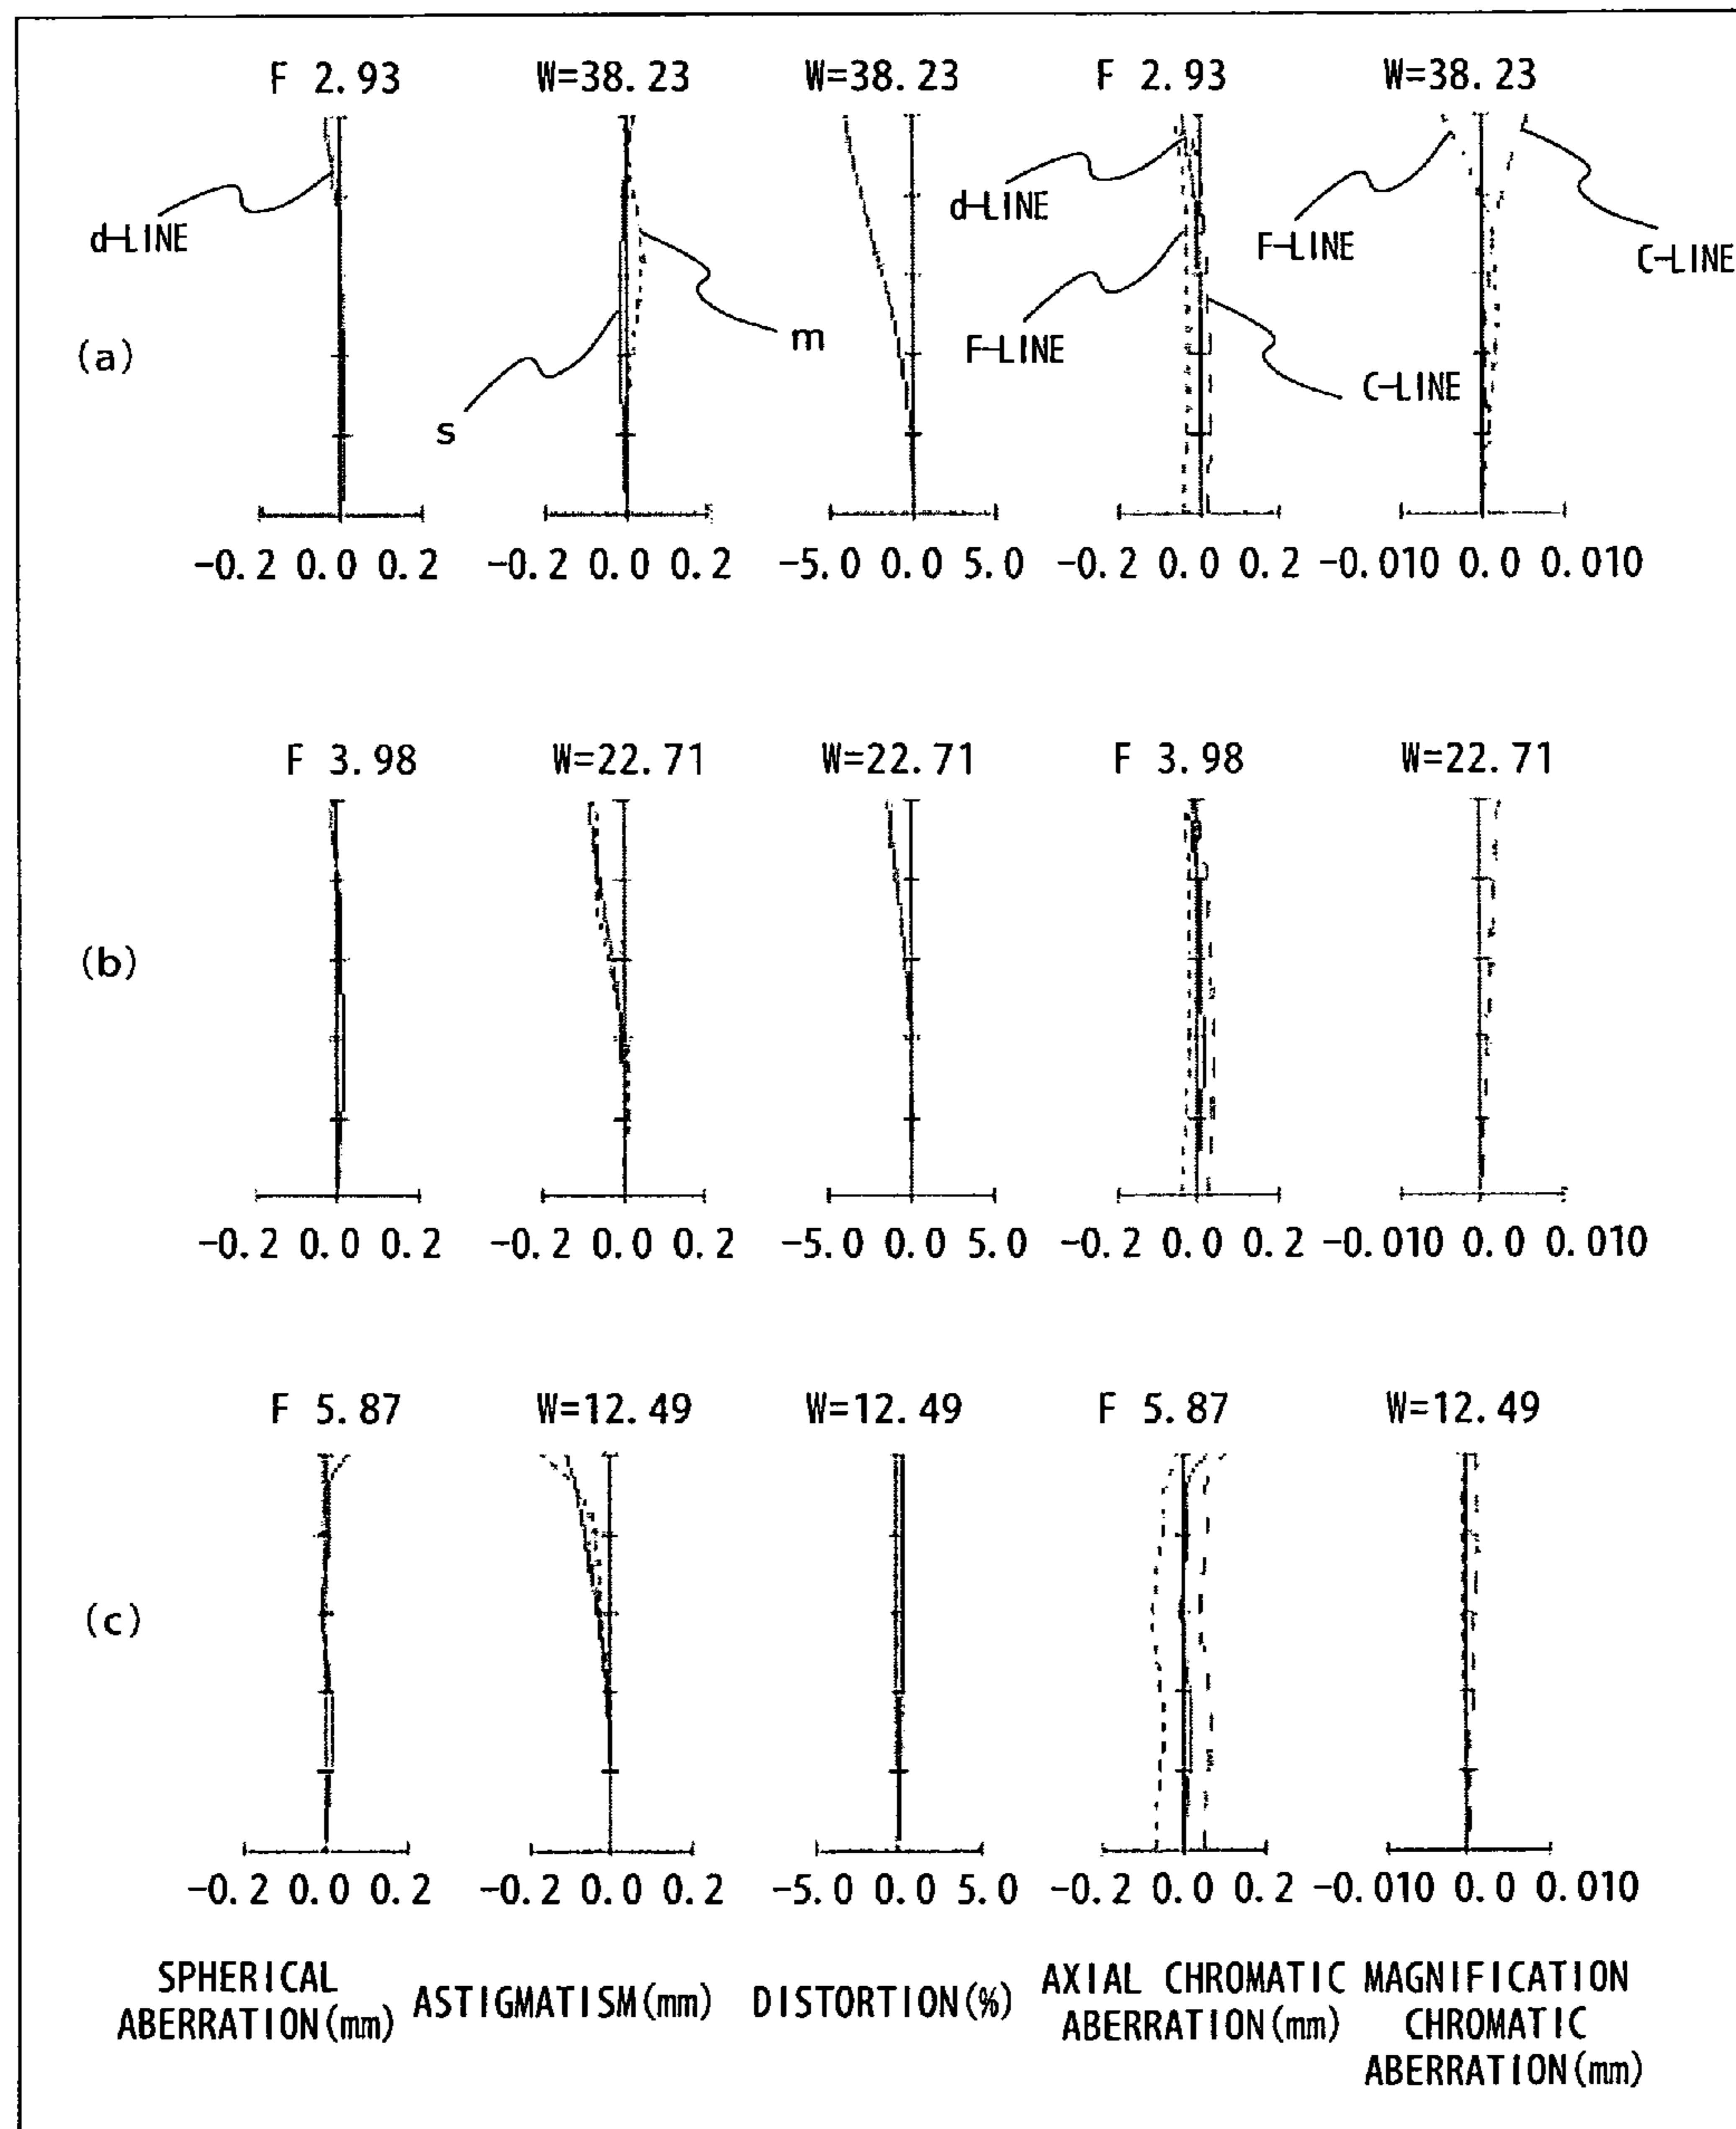 F 2.93 W=38.23 W=38.23 F 2.93 W=38.23
d-LINE
s
m
d-LINE
F-LINE
C-LINE
F-LINE
C-LINE
(a)
-0.2 0.0 0.2 -0.2 0.0 0.2 -5.0 0.0 5.0 -0.2 0.0 0.2 -0.010 0.0 0.010
F 3.98 W=22.71 W=22.71 F 3.98 W=22.71
(b)
-0.2 0.0 0.2 -0.2 0.0 0.2 -5.0 0.0 5.0 -0.2 0.0 0.2 -0.010 0.0 0.010
F 5.87 W=12.49 W=12.49 F 5.87 W=12.49
(c)
-0.2 0.0 0.2 -0.2 0.0 0.2 -5.0 0.0 5.0 -0.2 0.0 0.2 -0.010 0.0 0.010
SPHERICAL
ABERRATION(mm)
ASTIGMATISM(mm)
DISTORTION(%)
AXIAL CHROMATIC
ABERRATION(mm)
MAGNIFICATION
CHROMATIC
ABERRATION(mm)